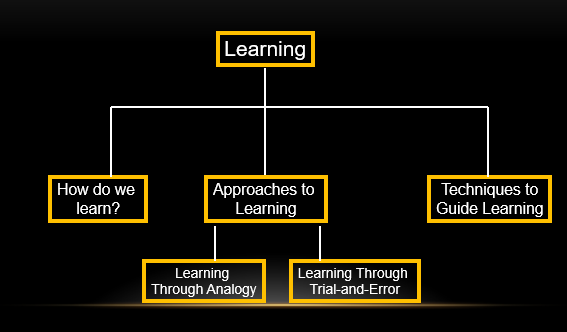 Learning
How do we
learn?
Approaches to
Learning
Techniques to
Guide Learning
Learning
Through Analogy
Learning Through
Trial-and-Error